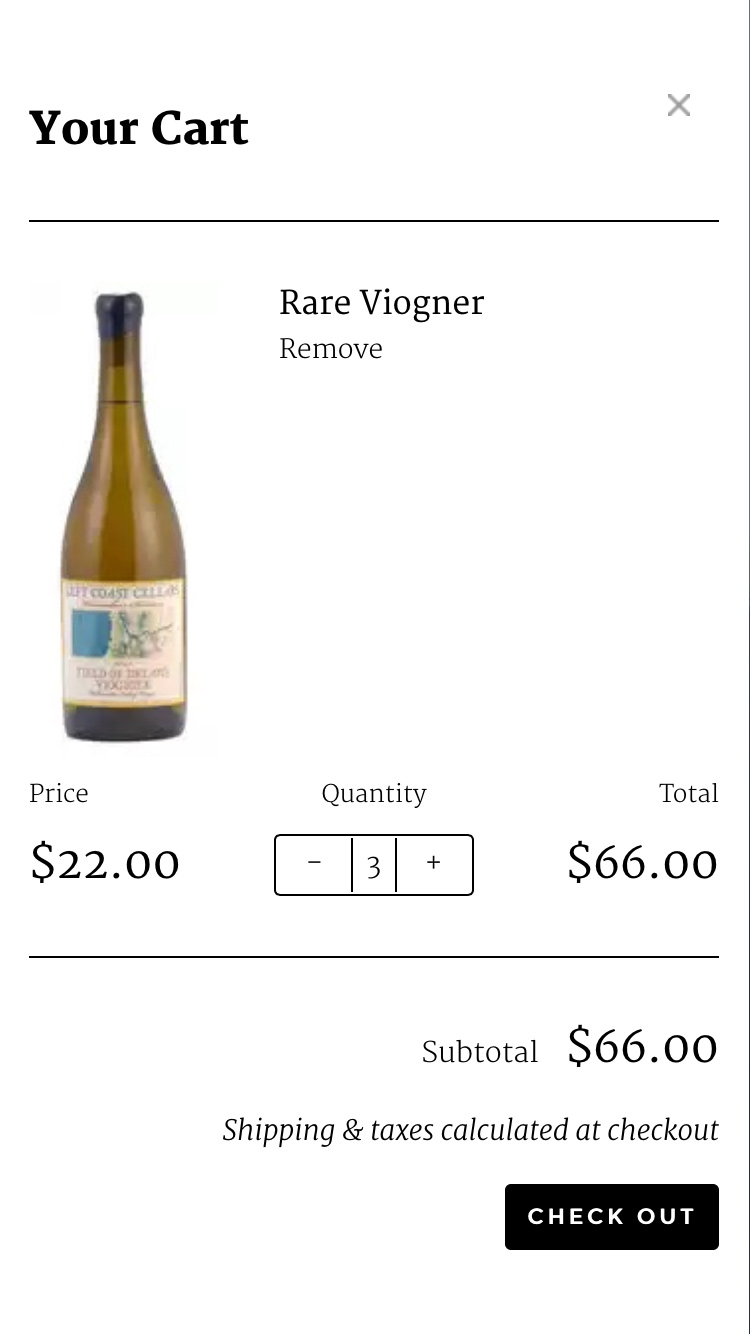 Your Cart
Rare Viogner
Remove
LEFT COAST CELLARS
FIELD OF DREAMS
VIOGNIER
Price
Quantity
Total
$22.00
− 3 +
$66.00
Subtotal $66.00
Shipping & taxes calculated at checkout
CHECK OUT